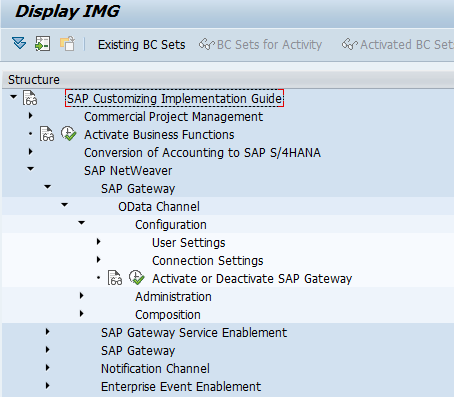 Display IMG
Existing BC Sets BC Sets for Activity Activated BC Set
Structure
SAP Customizing Implementation Guide
Commercial Project Management
Activate Business Functions
Conversion of Accounting to SAP S/4HANA
SAP NetWeaver
SAP Gateway
OData Channel
Configuration
User Settings
Connection Settings
Activate or Deactivate SAP Gateway
Administration
Composition
SAP Gateway Service Enablement
SAP Gateway
Notification Channel
Enterprise Event Enablement